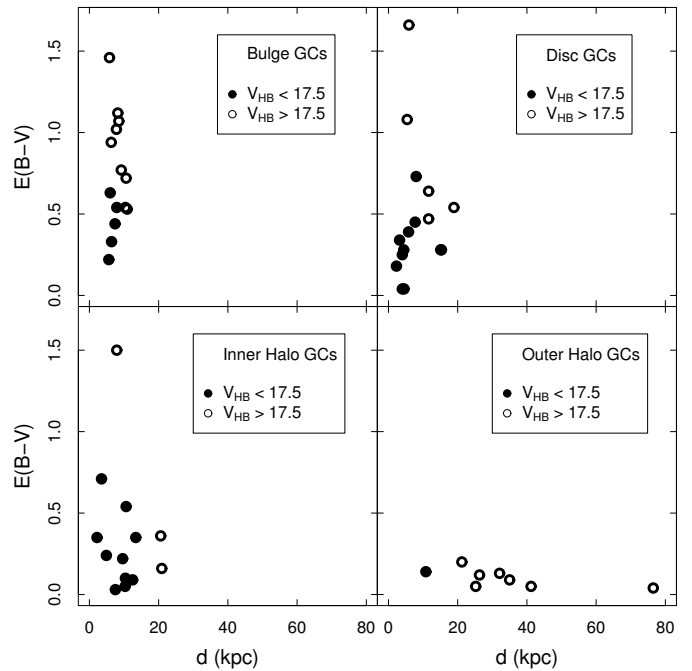 Bulge GCs
V_HB < 17.5
V_HB > 17.5
Disc GCs
V_HB < 17.5
V_HB > 17.5
E(B−V)
0.0
0.5
1.0
1.5
Inner Halo GCs
V_HB < 17.5
V_HB > 17.5
Outer Halo GCs
V_HB < 17.5
V_HB > 17.5
E(B−V)
0.0
0.5
1.0
1.5
0 20 40 60 80
0 20 40 60 80
d (kpc)
d (kpc)